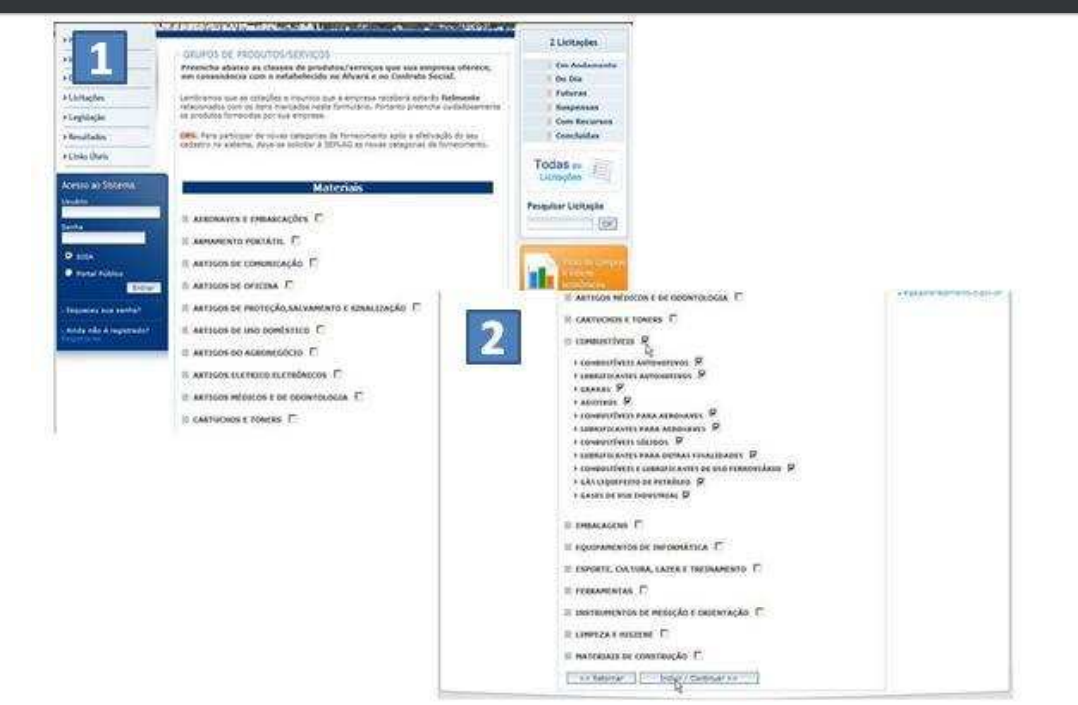 1
Licitações
Legislação
Resultados
Links Úteis
Acesso ao Sistema
Usuário
Senha
Portal Público
Entrar
Esqueceu sua senha?
Ainda não é registrado?
GRUPOS DE PRODUTOS/SERVIÇOS
Preencha abaixo as classes de produtos/serviços que sua empresa oferece,
em consonância com o estabelecido no Alvará e no Contrato Social.
Lembramos que as cotações e insumos que a empresa receberá estarão fielmente
relacionados com os itens marcados neste formulário. Portanto preencha cuidadosamente
os produtos fornecidos por sua empresa.
OBS. Para participar de novas categorias de fornecimento após a efetivação do seu
cadastro no sistema, deve-se solicitar à SEPLAG as novas categorias de fornecimento.
Materiais
AERONAVES E EMBARCAÇÕES
ARMAMENTO PORTÁTIL
ARTIGOS DE COMUNICAÇÃO
ARTIGOS DE OFICINA
ARTIGOS DE PROTEÇÃO,SALVAMENTO E SINALIZAÇÃO
ARTIGOS DE USO DOMÉSTICO
ARTIGOS DO AGRONEGÓCIO
ARTIGOS ELETRICO ELETRÔNICOS
ARTIGOS MÉDICOS E DE ODONTOLOGIA
CARTUCHOS E TONERS
2 Licitações
Em Andamento
Do Dia
Futuras
Suspensas
Com Recursos
Concluídas
Todas as
Licitações
Pesquisar Licitação
OK
2
ARTIGOS MÉDICOS E DE ODONTOLOGIA
CARTUCHOS E TONERS
COMBUSTÍVEIS
COMBUSTÍVEIS AUTOMOTIVOS
LUBRIFICANTES AUTOMOTIVOS
GRAXAS
ADITIVOS
COMBUSTÍVEIS PARA AERONAVES
LUBRIFICANTES PARA AERONAVES
COMBUSTÍVEIS SÓLIDOS
LUBRIFICANTES PARA OUTRAS FINALIDADES
COMBUSTÍVEIS E LUBRIFICANTES DE USO FERROVIÁRIO
GÁS LIQUEFEITO DE PETRÓLEO
GASES DE USO INDUSTRIAL
EMBALAGENS
EQUIPAMENTOS DE INFORMÁTICA
ESPORTE, CULTURA, LAZER E TREINAMENTO
FERRAMENTAS
INSTRUMENTOS DE MEDIÇÃO E ORIENTAÇÃO
LIMPEZA E HIGIENE
MATERIAIS DE CONSTRUÇÃO
<< Retornar
Incluir / Continuar >>